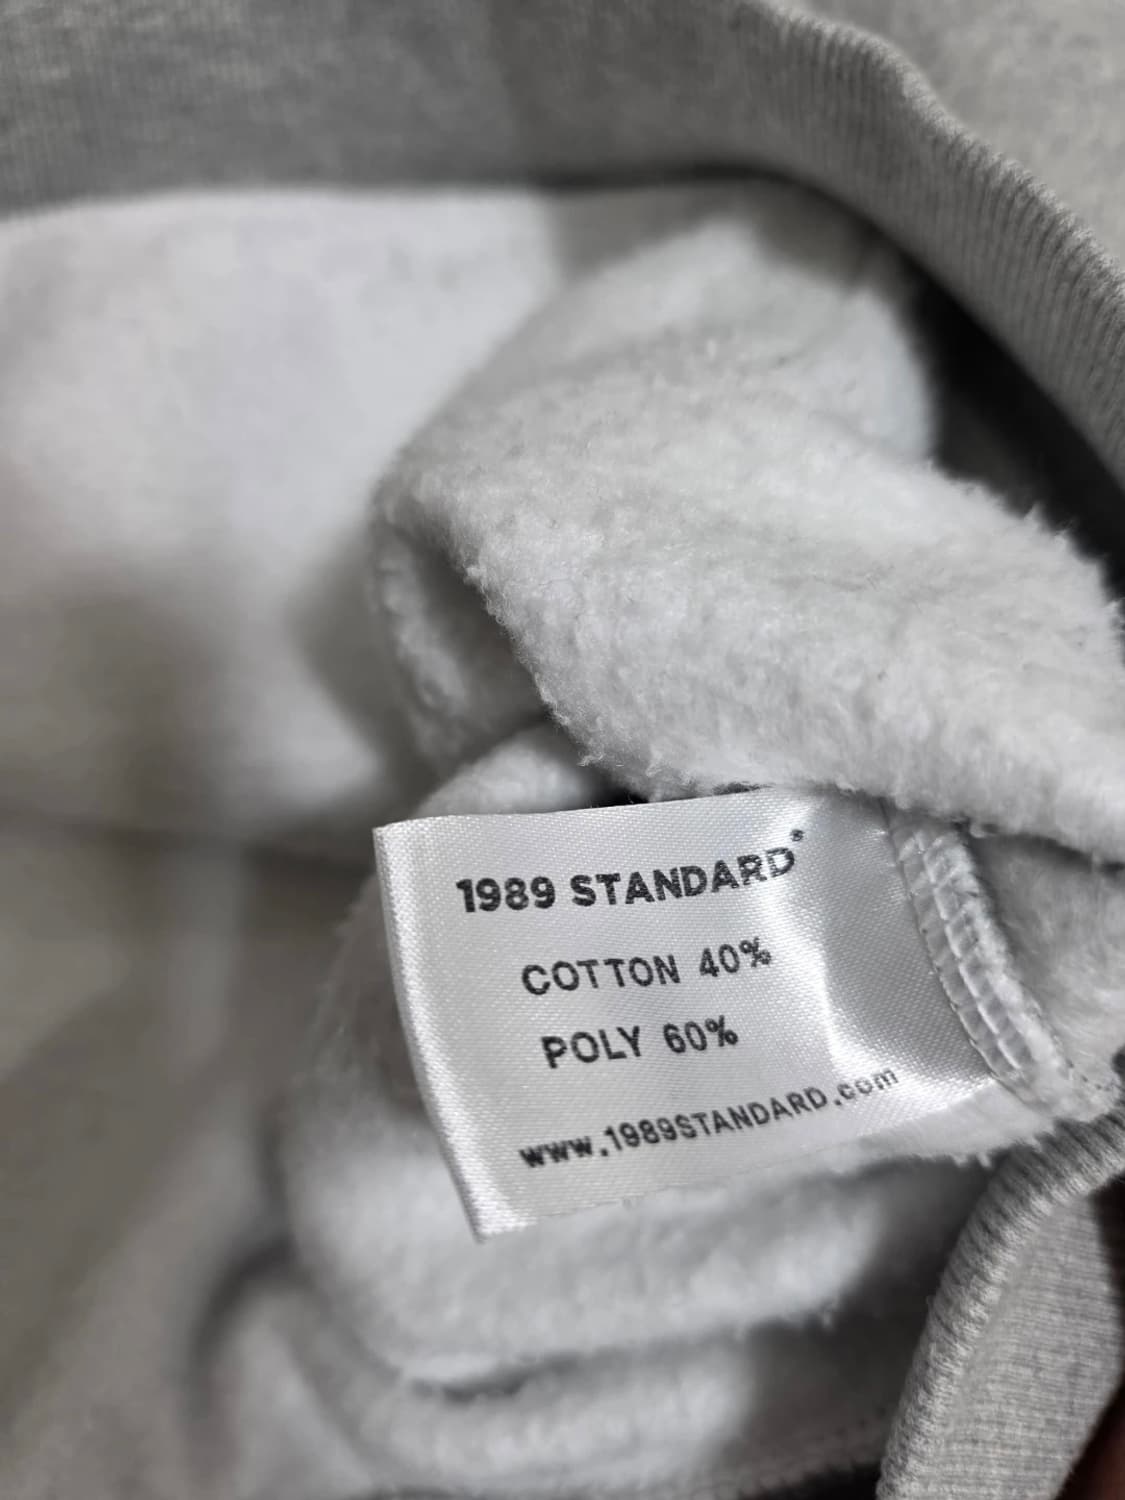 1989 STANDARD®
COTTON 40%
POLY 60%
www.1989STANDARD.com